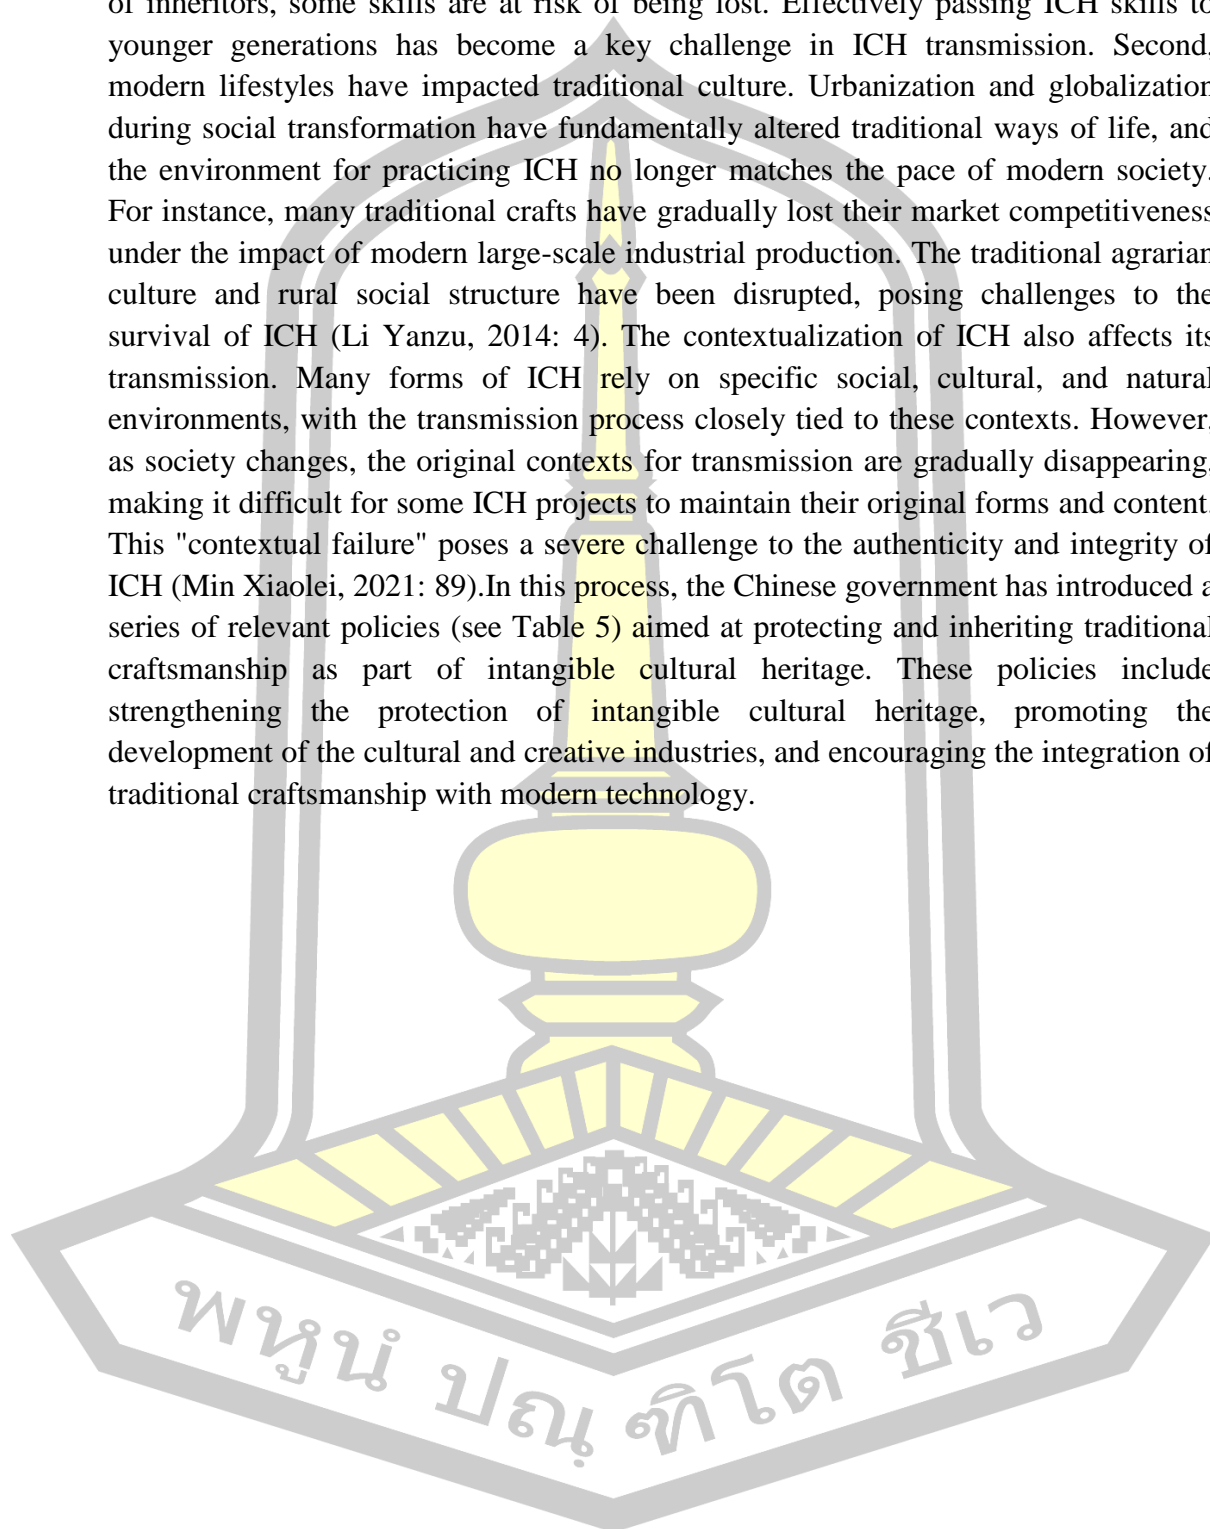 of inheritors, some skills are at risk of being lost. Effectively passing ICH skills to
younger generations has become a key challenge in ICH transmission. Second,
modern lifestyles have impacted traditional culture. Urbanization and globalization
during social transformation have fundamentally altered traditional ways of life, and
the environment for practicing ICH no longer matches the pace of modern society.
For instance, many traditional crafts have gradually lost their market competitiveness
under the impact of modern large-scale industrial production. The traditional agrarian
culture and rural social structure have been disrupted, posing challenges to the
survival of ICH (Li Yanzu, 2014: 4). The contextualization of ICH also affects its
transmission. Many forms of ICH rely on specific social, cultural, and natural
environments, with the transmission process closely tied to these contexts. However,
as society changes, the original contexts for transmission are gradually disappearing,
making it difficult for some ICH projects to maintain their original forms and content.
This "contextual failure" poses a severe challenge to the authenticity and integrity of
ICH (Min Xiaolei, 2021: 89).In this process, the Chinese government has introduced a
series of relevant policies (see Table 5) aimed at protecting and inheriting traditional
craftsmanship as part of intangible cultural heritage. These policies include
strengthening the protection of intangible cultural heritage, promoting the
development of the cultural and creative industries, and encouraging the integration of
traditional craftsmanship with modern technology.
พหูนํ ปณฺฑิโต ชีเว